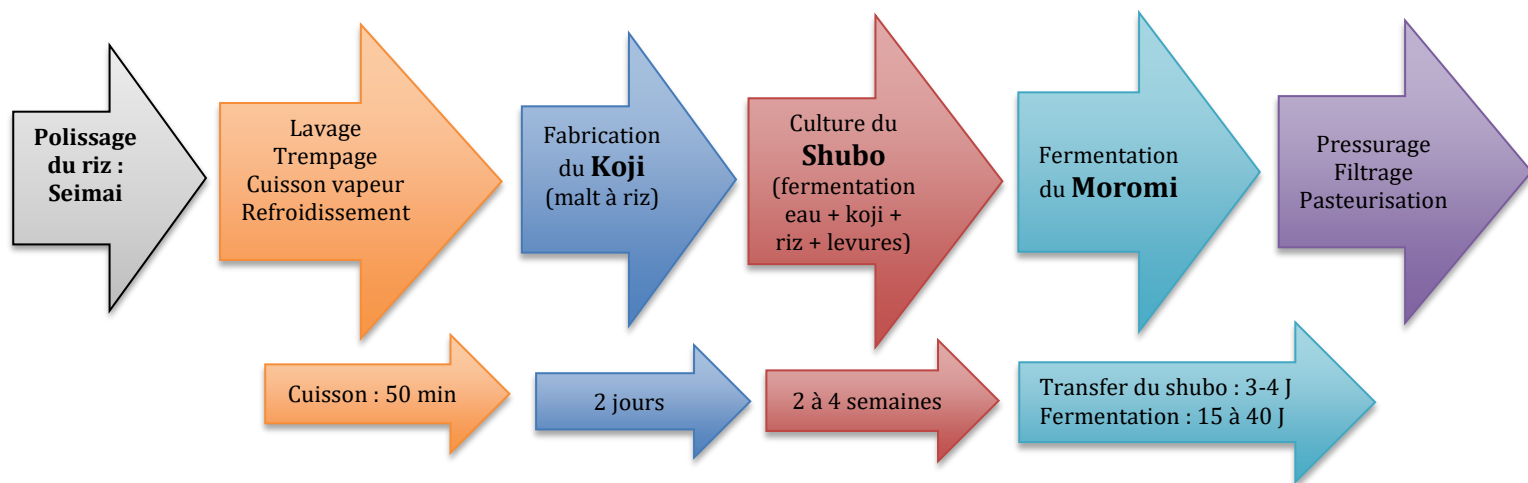 Polissage
du riz :
Seimai
Lavage
Trempage
Cuisson vapeur
Refroidissement
Fabrication
du Koji
(malt à riz)
Culture du
Shubo
(fermentation
eau + koji +
riz + levures)
Fermentation
du Moromi
Pressurage
Filtrage
Pasteurisation
Cuisson : 50 min
2 jours
2 à 4 semaines
Transfer du shubo : 3-4 J
Fermentation : 15 à 40 J